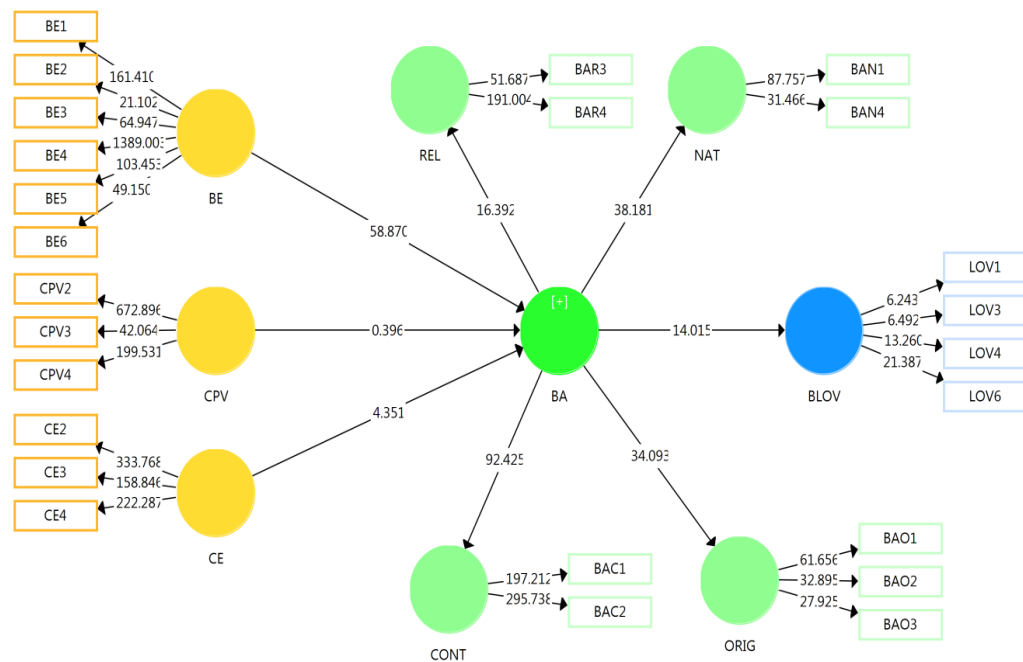 BE1
BE2
BE3
BE4
BE5
BE6
161.410
21.102
64.947
1389.003
103.453
49.150
BE
58.870
CPV2
CPV3
CPV4
672.896
42.064
199.531
CPV
0.396
CE2
CE3
CE4
333.768
158.846
222.287
CE
4.351
REL
51.687
191.004
BAR3
BAR4
16.392
NAT
87.757
31.466
BAN1
BAN4
38.181
[+]
BA
14.015
BLOV
6.243
6.492
13.260
21.387
LOV1
LOV3
LOV4
LOV6
92.425
CONT
197.212
295.738
BAC1
BAC2
34.093
ORIG
61.656
32.895
27.925
BAO1
BAO2
BAO3